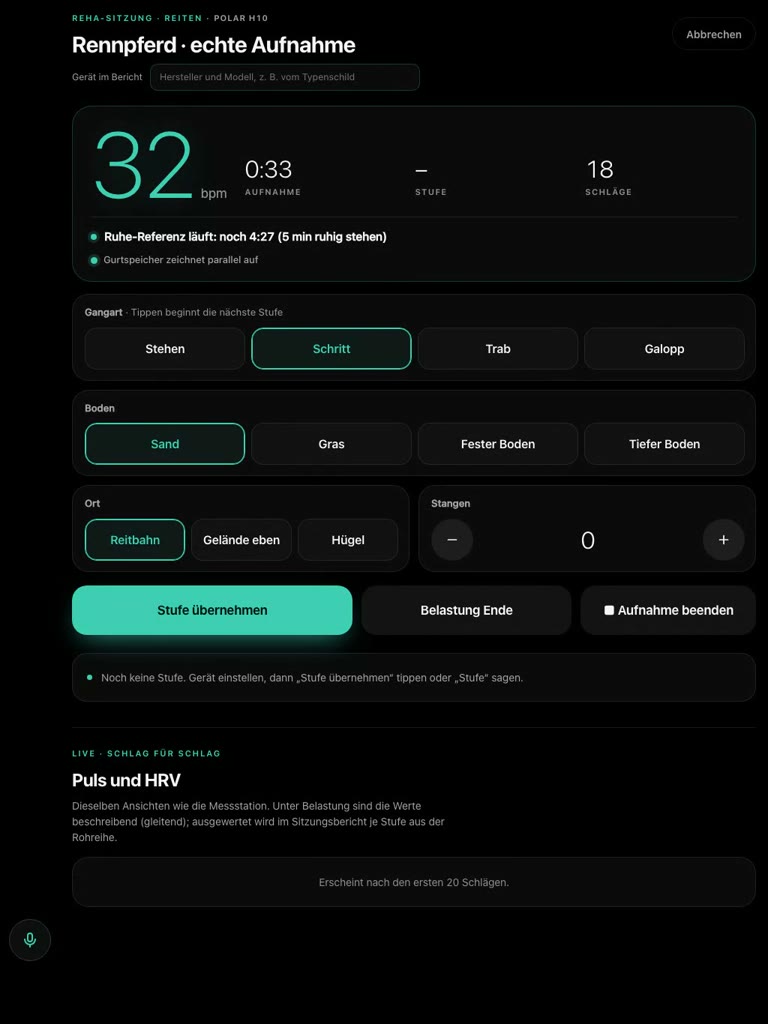 REHA-SITZUNG · REITEN · POLAR H10
Rennpferd · echte Aufnahme
Abbrechen
Gerät im Bericht
Hersteller und Modell, z. B. vom Typenschild
32 bpm
0:33
AUFNAHME
–
STUFE
18
SCHLÄGE
Ruhe-Referenz läuft: noch 4:27 (5 min ruhig stehen)
Gurtspeicher zeichnet parallel auf
Gangart · Tippen beginnt die nächste Stufe
Stehen
Schritt
Trab
Galopp
Boden
Sand
Gras
Fester Boden
Tiefer Boden
Ort
Reitbahn
Gelände eben
Hügel
Stangen
−
0
+
Stufe übernehmen
Belastung Ende
Aufnahme beenden
Noch keine Stufe. Gerät einstellen, dann „Stufe übernehmen“ tippen oder „Stufe“ sagen.
LIVE · SCHLAG FÜR SCHLAG
Puls und HRV
Dieselben Ansichten wie die Messstation. Unter Belastung sind die Werte
beschreibend (gleitend); ausgewertet wird im Sitzungsbericht je Stufe aus der
Rohreihe.
Erscheint nach den ersten 20 Schlägen.